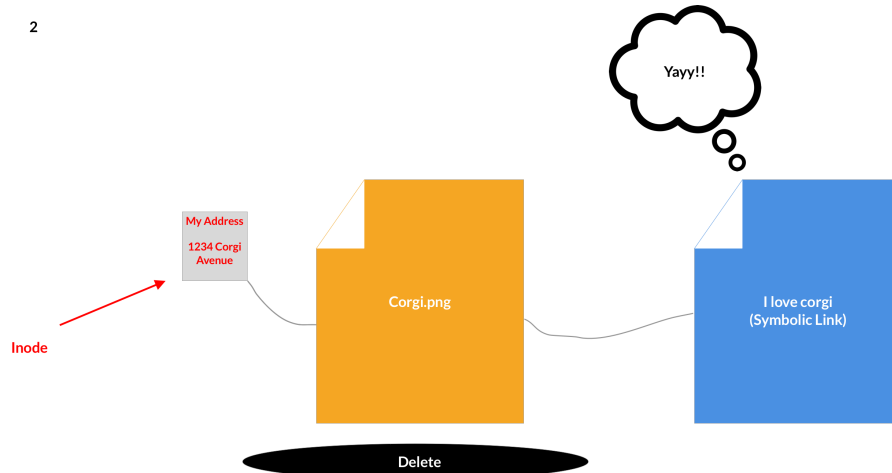 2
Yayy!!
My Address
1234 Corgi
Avenue
Corgi.png
I love corgi
(Symbolic Link)
Inode
Delete